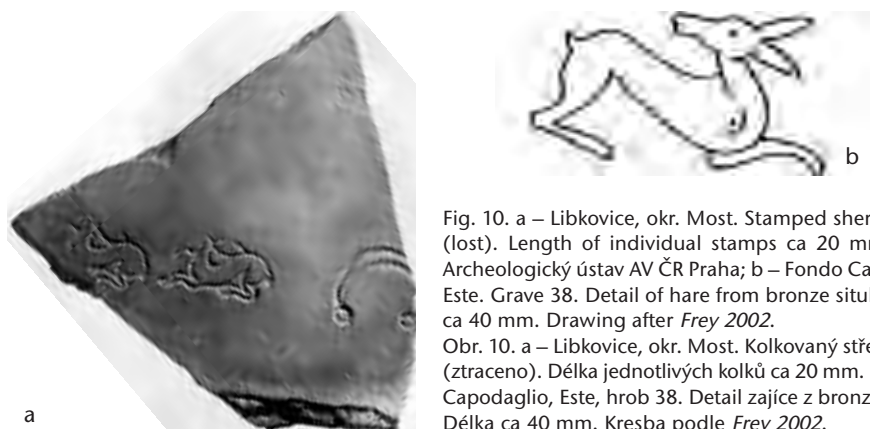 b
Fig. 10. a – Libkovice, okr. Most. Stamped sher
(lost). Length of individual stamps ca 20 mm
Archeologický ústav AV ČR Praha; b – Fondo Ca
Este. Grave 38. Detail of hare from bronze situl
ca 40 mm. Drawing after Frey 2002.
Obr. 10. a – Libkovice, okr. Most. Kolkovaný stře
(ztraceno). Délka jednotlivých kolků ca 20 mm.
Capodaglio, Este, hrob 38. Detail zajíce z bronz
Délka ca 40 mm. Kresba podle Frey 2002.
a